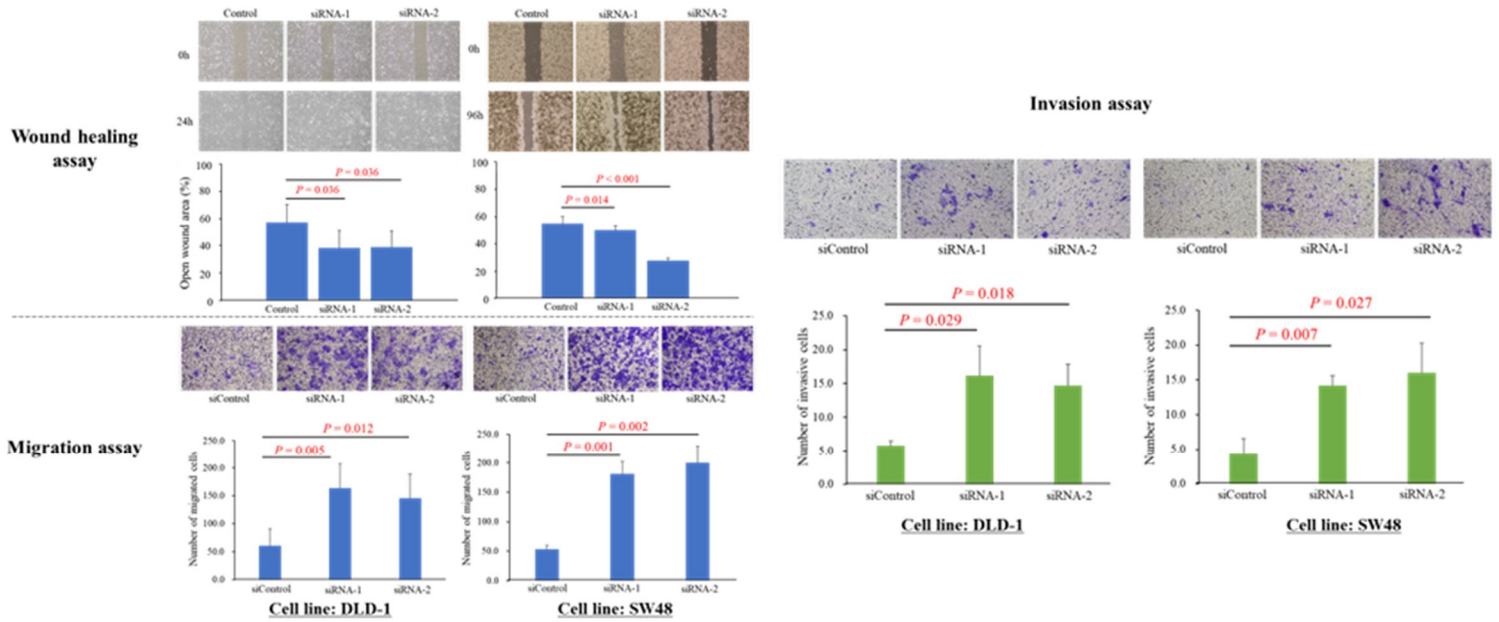 Control siRNA-1 siRNA-2
Control siRNA-1 siRNA-2
0h
0h
24h
96h
Wound healing
assay
Open wound area (%)
100
80
60
40
20
0
P = 0.036
P = 0.036
Control siRNA-1 siRNA-2
100
80
60
40
20
0
P < 0.001
P = 0.014
Control siRNA-1 siRNA-2
Migration assay
siControl siRNA-1 siRNA-2
siControl siRNA-1 siRNA-2
Number of migrated cells
250.0
200.0
150.0
100.0
50.0
0.0
P = 0.012
P = 0.005
siControl siRNA-1 siRNA-2
Cell line: DLD-1
Number of migrated cells
250.0
200.0
150.0
100.0
50.0
0.0
P = 0.002
P = 0.001
siControl siRNA-1 siRNA-2
Cell line: SW48
Invasion assay
siControl siRNA-1 siRNA-2
siControl siRNA-1 siRNA-2
Number of invasive cells
25.0
20.0
15.0
10.0
5.0
0.0
P = 0.018
P = 0.029
siControl siRNA-1 siRNA-2
Cell line: DLD-1
Number of invasive cells
25.0
20.0
15.0
10.0
5.0
0.0
P = 0.027
P = 0.007
siControl siRNA-1 siRNA-2
Cell line: SW48